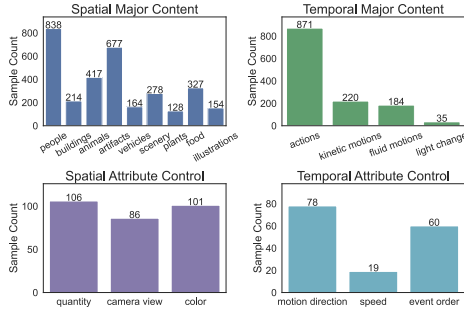 Spatial Major Content
Sample Count
800
600
400
200
0
838
214
417
677
164
278
128
327
154
people
buildings
animals
artifacts
vehicles
scenery
plants
food
illustrations
Temporal Major Content
Sample Count
800
600
400
200
0
871
220
184
35
actions
kinetic motions
fluid motions
light change
Spatial Attribute Control
Sample Count
100
50
0
106
86
101
quantity
camera view
color
Temporal Attribute Control
Sample Count
80
60
40
20
0
78
19
60
motion direction
speed
event order